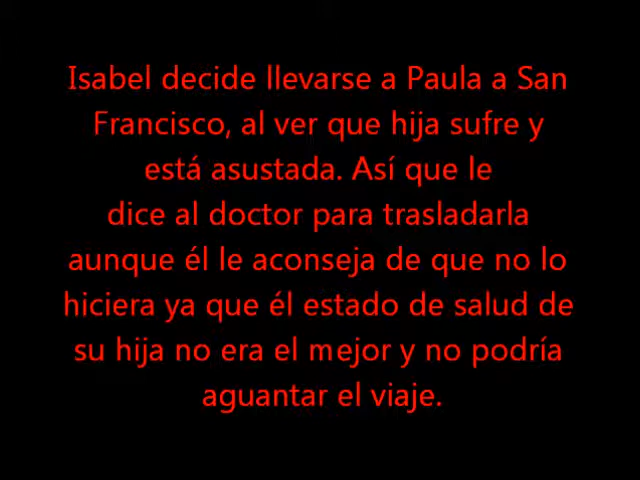 Isabel decide llevarse a Paula a San
Francisco, al ver que hija sufre y
está asustada. Así que le
dice al doctor para trasladarla
aunque él le aconseja de que no lo
hiciera ya que él estado de salud de
su hija no era el mejor y no podría
aguantar el viaje.